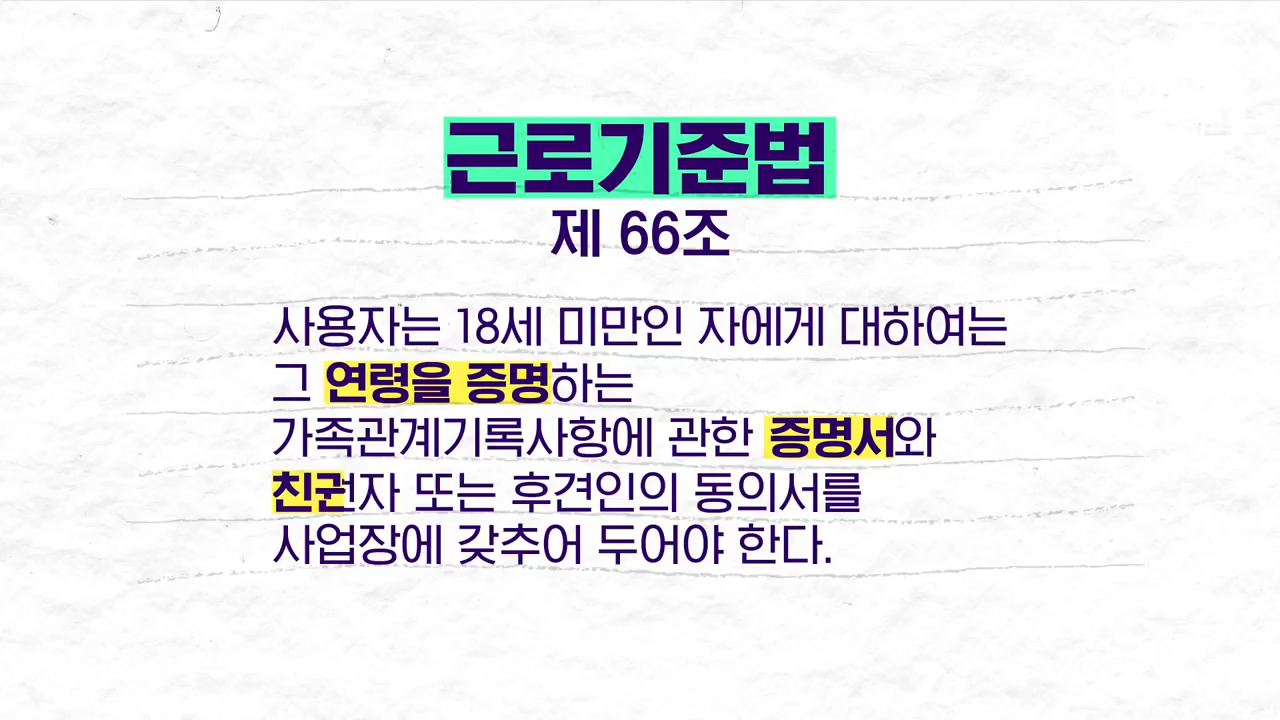 근로기준법
제 66조
사용자는 18세 미만인 자에게 대하여는
그 연령을 증명하는
가족관계기록사항에 관한 증명서와
친권자 또는 후견인의 동의서를
사업장에 갖추어 두어야 한다.